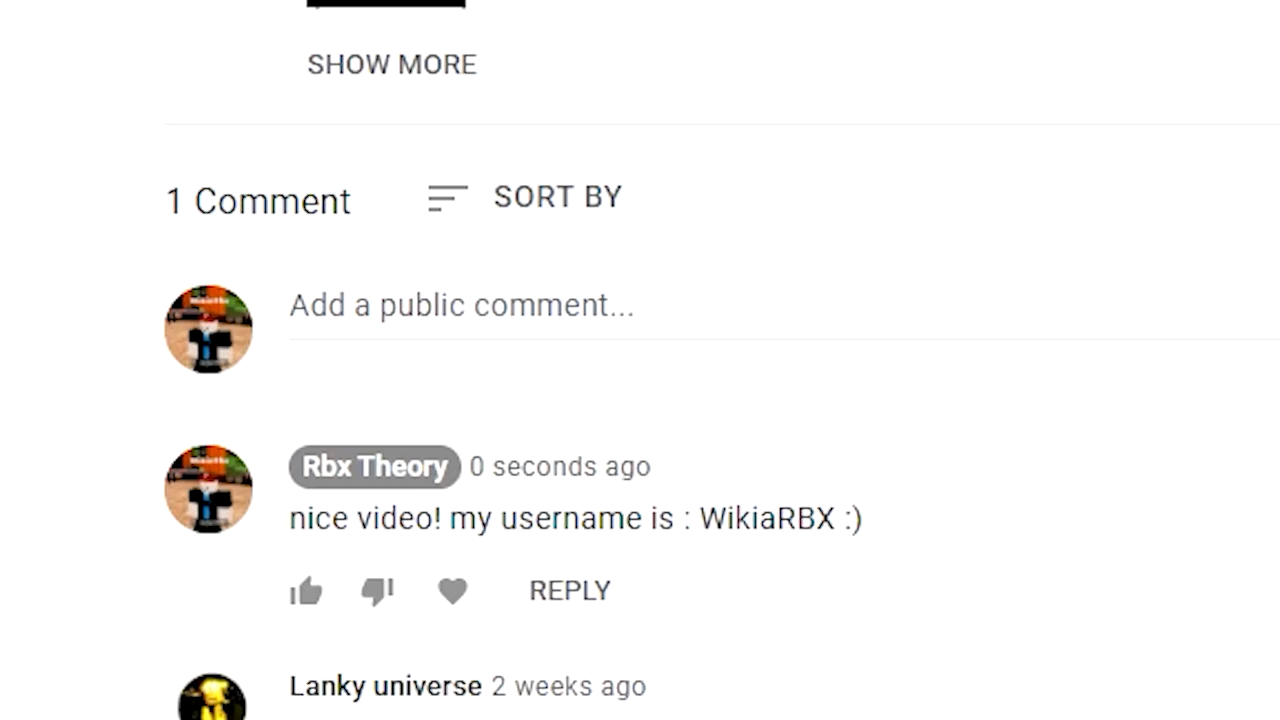 SHOW MORE
1 Comment
SORT BY
Add a public comment...
Rbx Theory 0 seconds ago
nice video! my username is : WikiaRBX :)
REPLY
Lanky universe 2 weeks ago